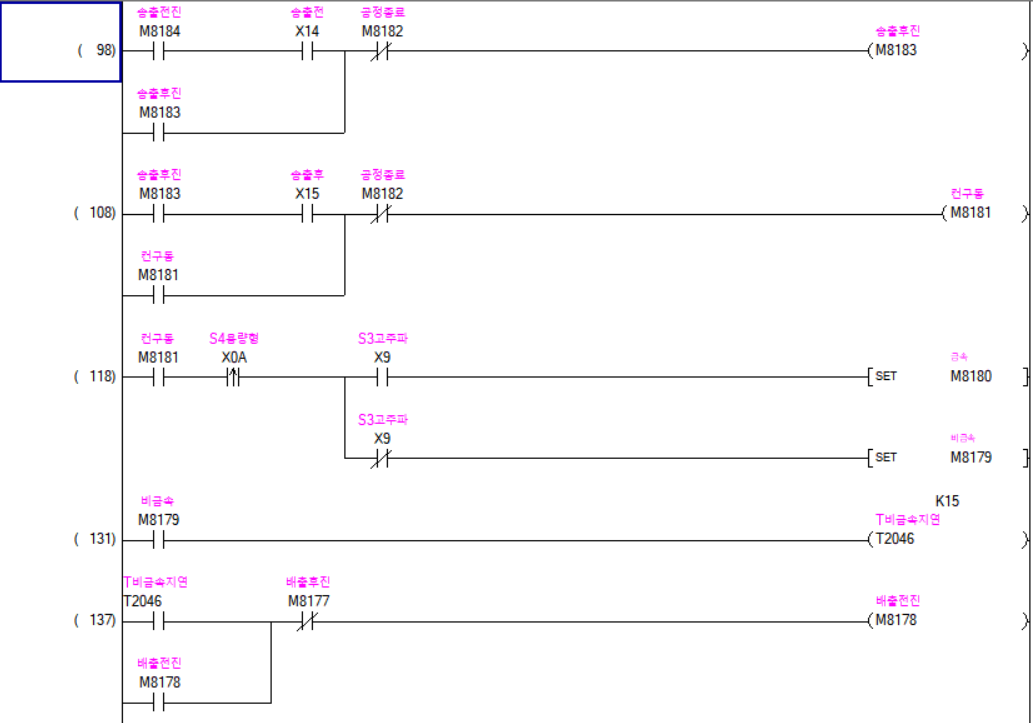 송출전진 송출전 공정종료
M8184 X14 M8182 송출후진
( 98) M8183
송출후진
M8183
송출후진 송출후 공정종료
M8183 X15 M8182 컨구동
( 108) M8181
컨구동
M8181
컨구동 S4용량형 S3고주파
M8181 X0A X9 금속
( 118) SET M8180
S3고주파
X9 비금속
SET M8179
비금속 K15
M8179 T비금속지연
( 131) T2046
T비금속지연 배출후진
T2046 M8177 배출전진
( 137) M8178
배출전진
M8178